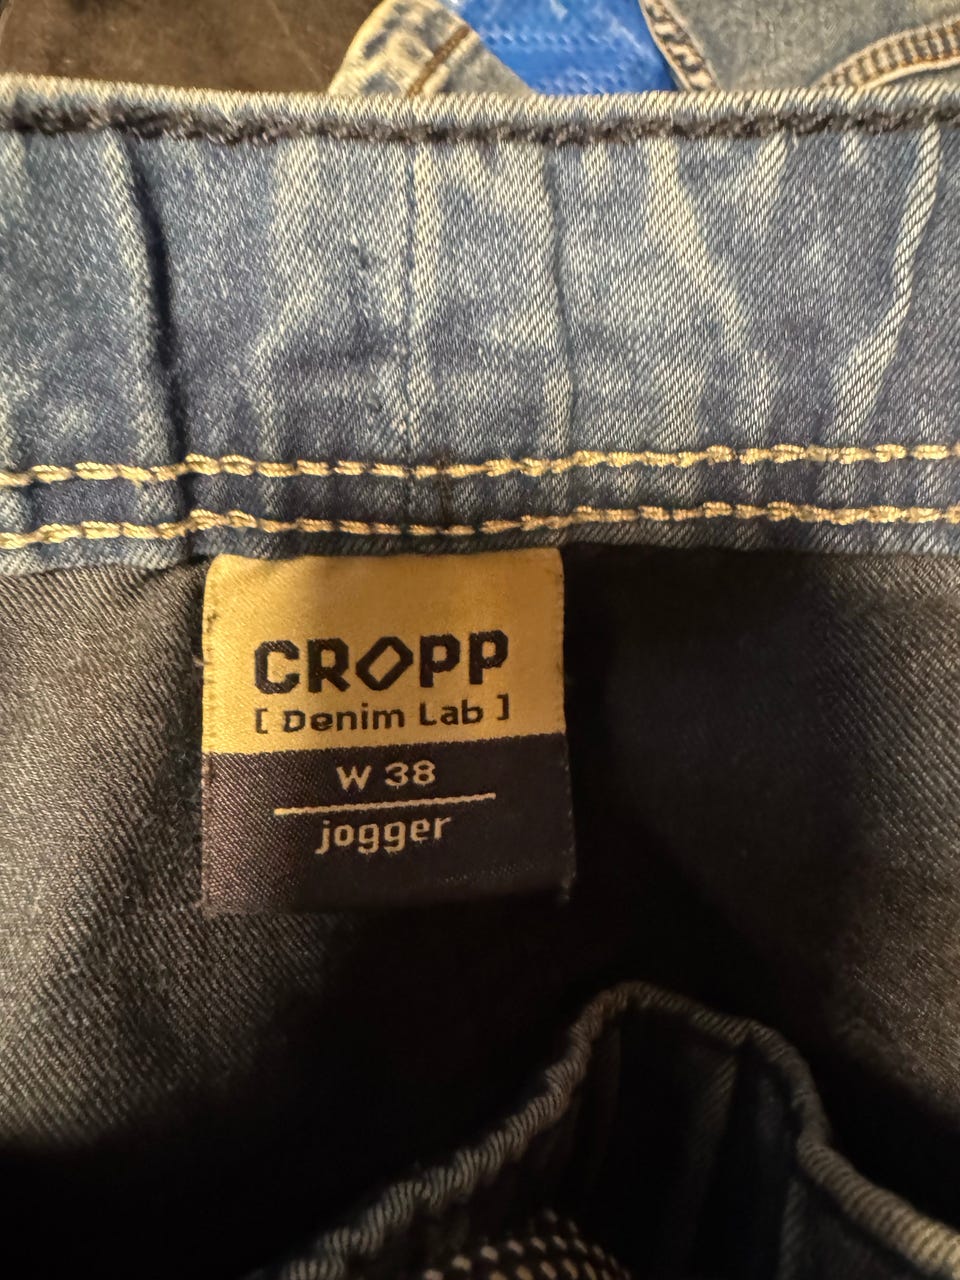 CROPP
[ Denim Lab ]
W 38
jogger